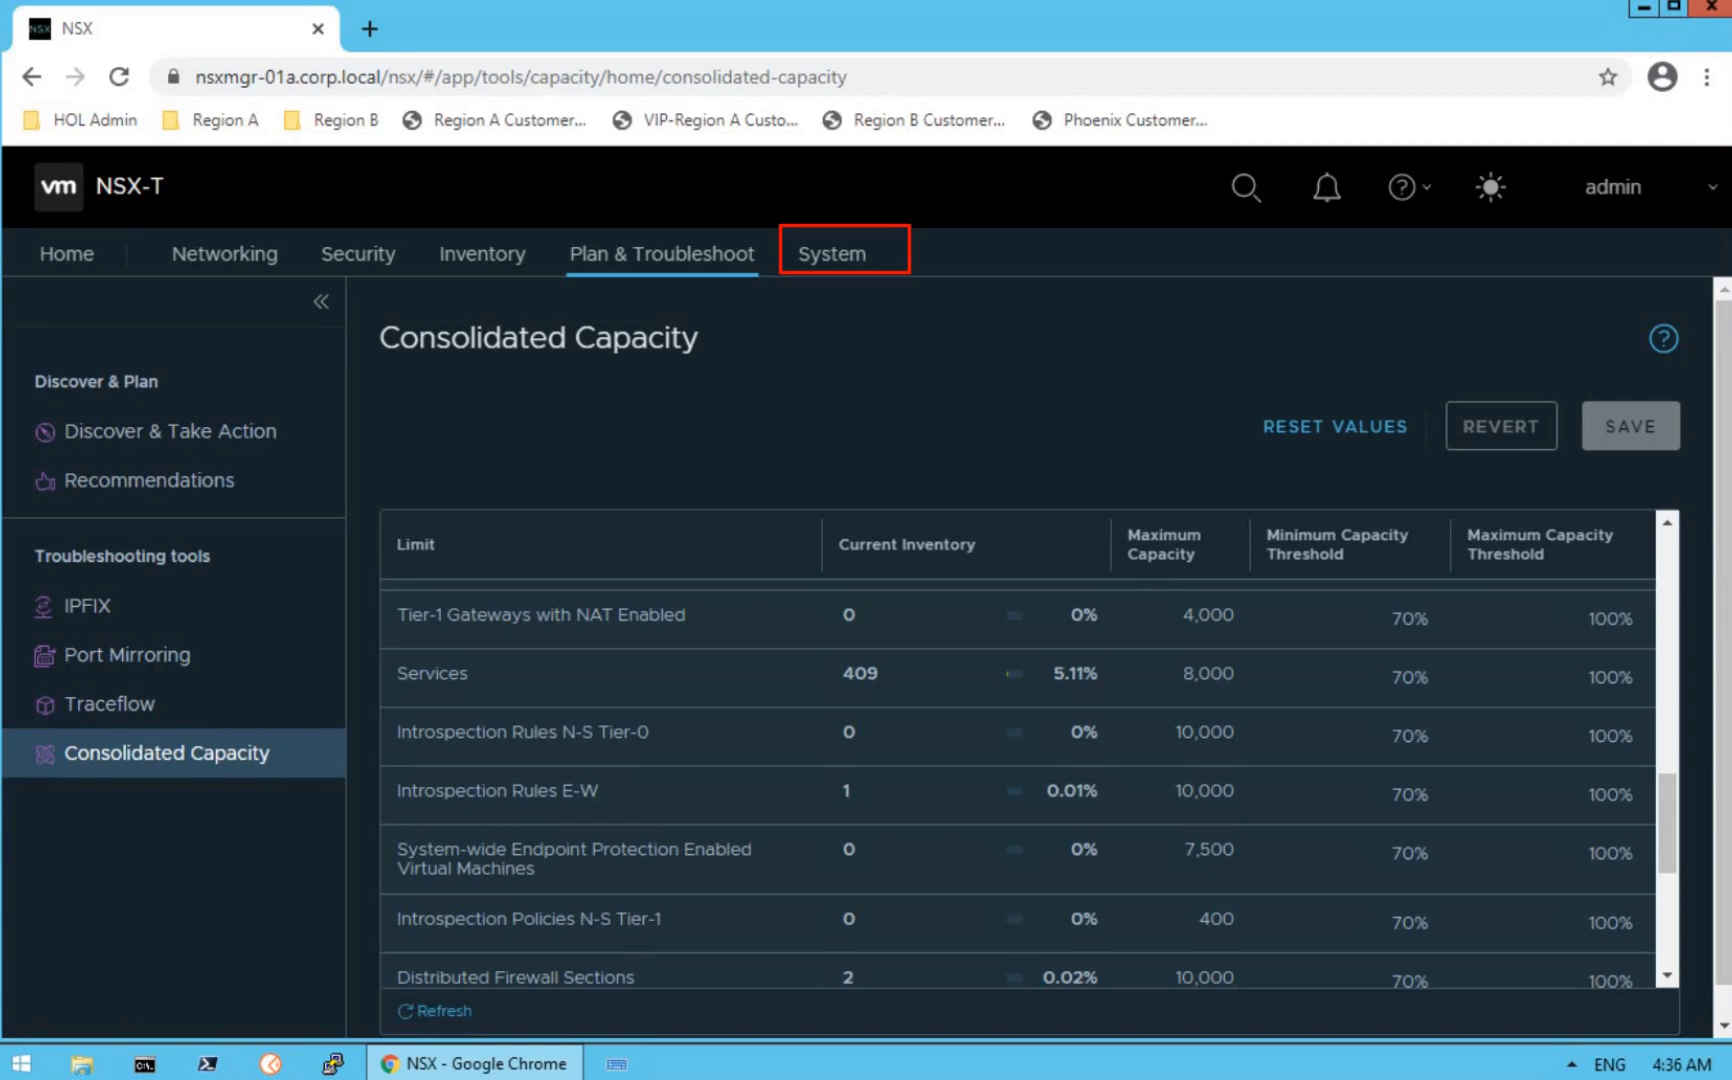 NSX
NSX
nsxmgr-01a.corp.local/nsx/#/app/tools/capacity/home/consolidated-capacity
HOL Admin Region A Region B Region A Customer... VIP-Region A Custo... Region B Customer... Phoenix Customer...
vm NSX-T admin
Home Networking Security Inventory Plan & Troubleshoot System
Consolidated Capacity
Discover & Plan
Discover & Take Action
Recommendations
Troubleshooting tools
IPFIX
Port Mirroring
Traceflow
Consolidated Capacity
RESET VALUES REVERT SAVE
Limit Current Inventory Maximum Capacity Minimum Capacity Threshold Maximum Capacity Threshold
Tier-1 Gateways with NAT Enabled 0 0% 4,000 70% 100%
Services 409 5.11% 8,000 70% 100%
Introspection Rules N-S Tier-0 0 0% 10,000 70% 100%
Introspection Rules E-W 1 0.01% 10,000 70% 100%
System-wide Endpoint Protection Enabled
Virtual Machines 0 0% 7,500 70% 100%
Introspection Policies N-S Tier-1 0 0% 400 70% 100%
Distributed Firewall Sections 2 0.02% 10,000 70% 100%
Refresh
NSX - Google Chrome ENG 4:36 AM